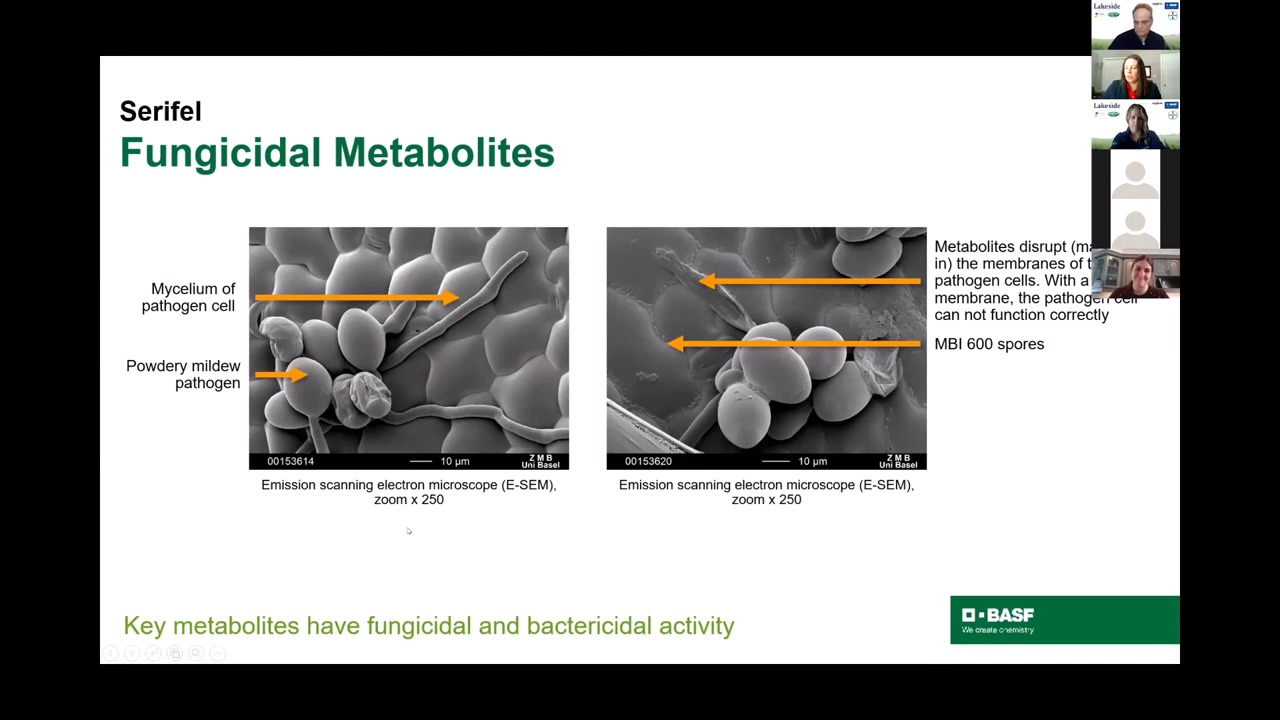 Serifel
Fungicidal Metabolites
Mycelium of
pathogen cell
Powdery mildew
pathogen
00153614
10 µm
Z M B
Uni Basel
Emission scanning electron microscope (E-SEM),
zoom x 250
00153620
10 µm
Z M B
Uni Basel
Emission scanning electron microscope (E-SEM),
zoom x 250
Metabolites disrupt
in) the membranes of
pathogen cells. With a
membrane, the pathogen cell
can not function correctly
MBI 600 spores
Key metabolites have fungicidal and bactericidal activity
BASF
We create chemistry
Lakeside
Lakeside